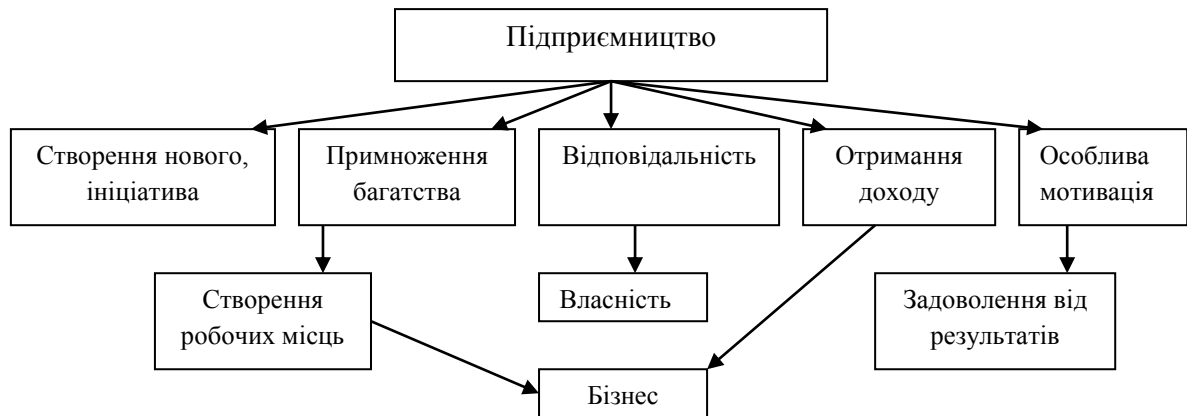 Підприємництво
Створення нового,
ініціатива
Примноження
багатства
Відповідальність
Отримання
доходу
Особлива
мотивація
Створення
робочих місць
Власність
Задоволення від
результатів
Бізнес